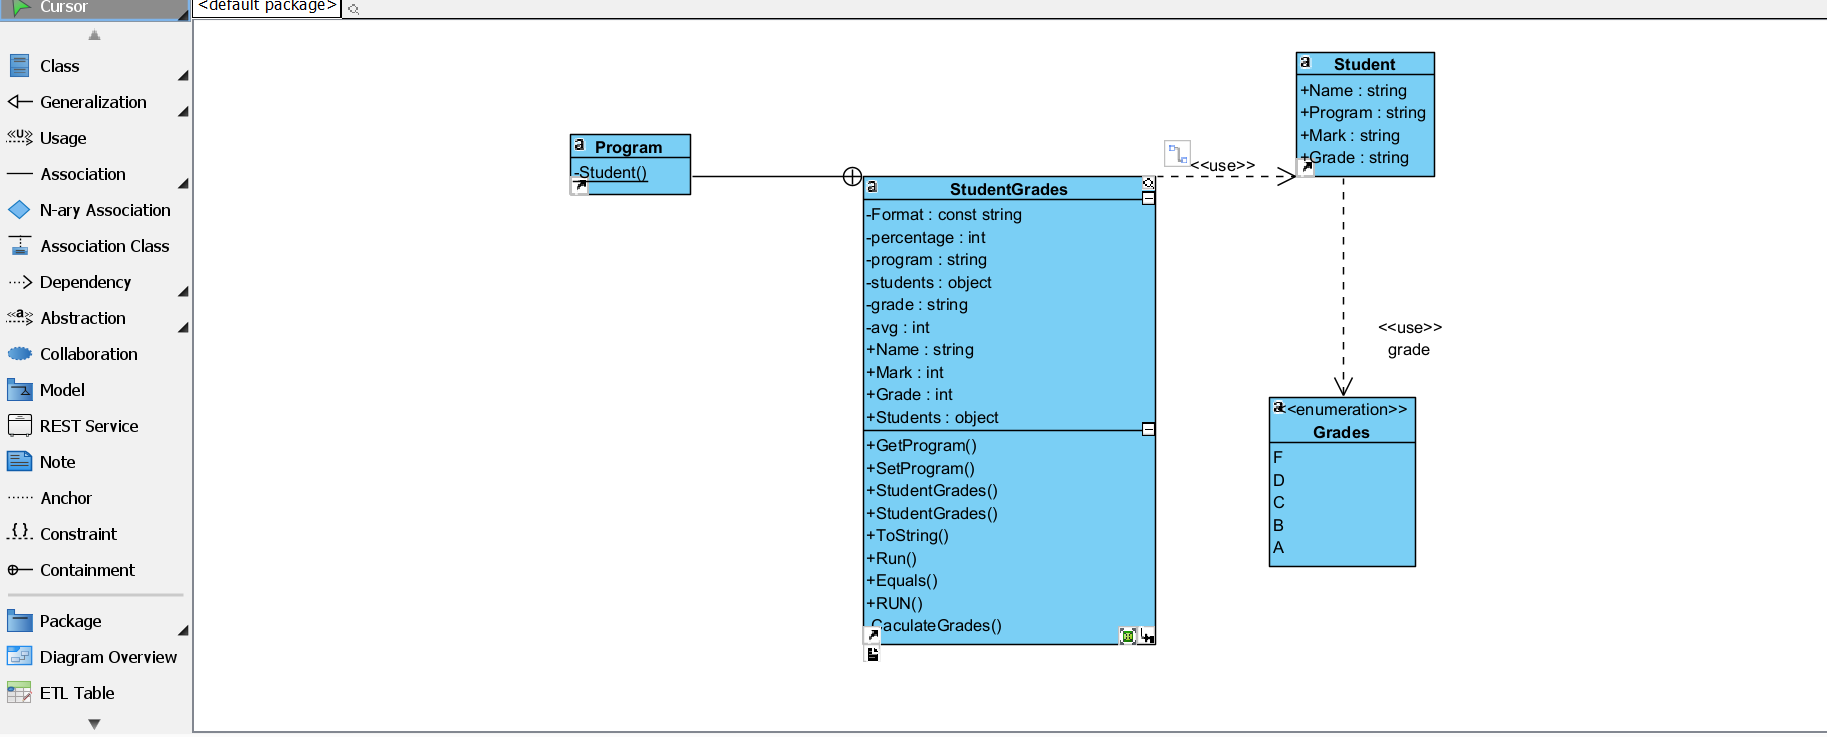 Cursor
<default package>
Class
Generalization
<<U>>
Usage
Association
N-ary Association
Association Class
Dependency
<<a>>
Abstraction
Collaboration
Model
REST Service
Note
Anchor
{ }
Constraint
Containment
Package
Diagram Overview
ETL Table
a
Program
-Student()
a
StudentGrades
-Format : const string
-percentage : int
-program : string
-students : object
-grade : string
-avg : int
+Name : string
+Mark : int
+Grade : int
+Students : object
+GetProgram()
+SetProgram()
+StudentGrades()
+StudentGrades()
+ToString()
+Run()
+Equals()
+RUN()
CaculateGrades()
<<use>>
a
Student
+Name : string
+Program : string
+Mark : string
+Grade : string
<<use>>
grade
a
<<enumeration>>
Grades
F
D
C
B
A